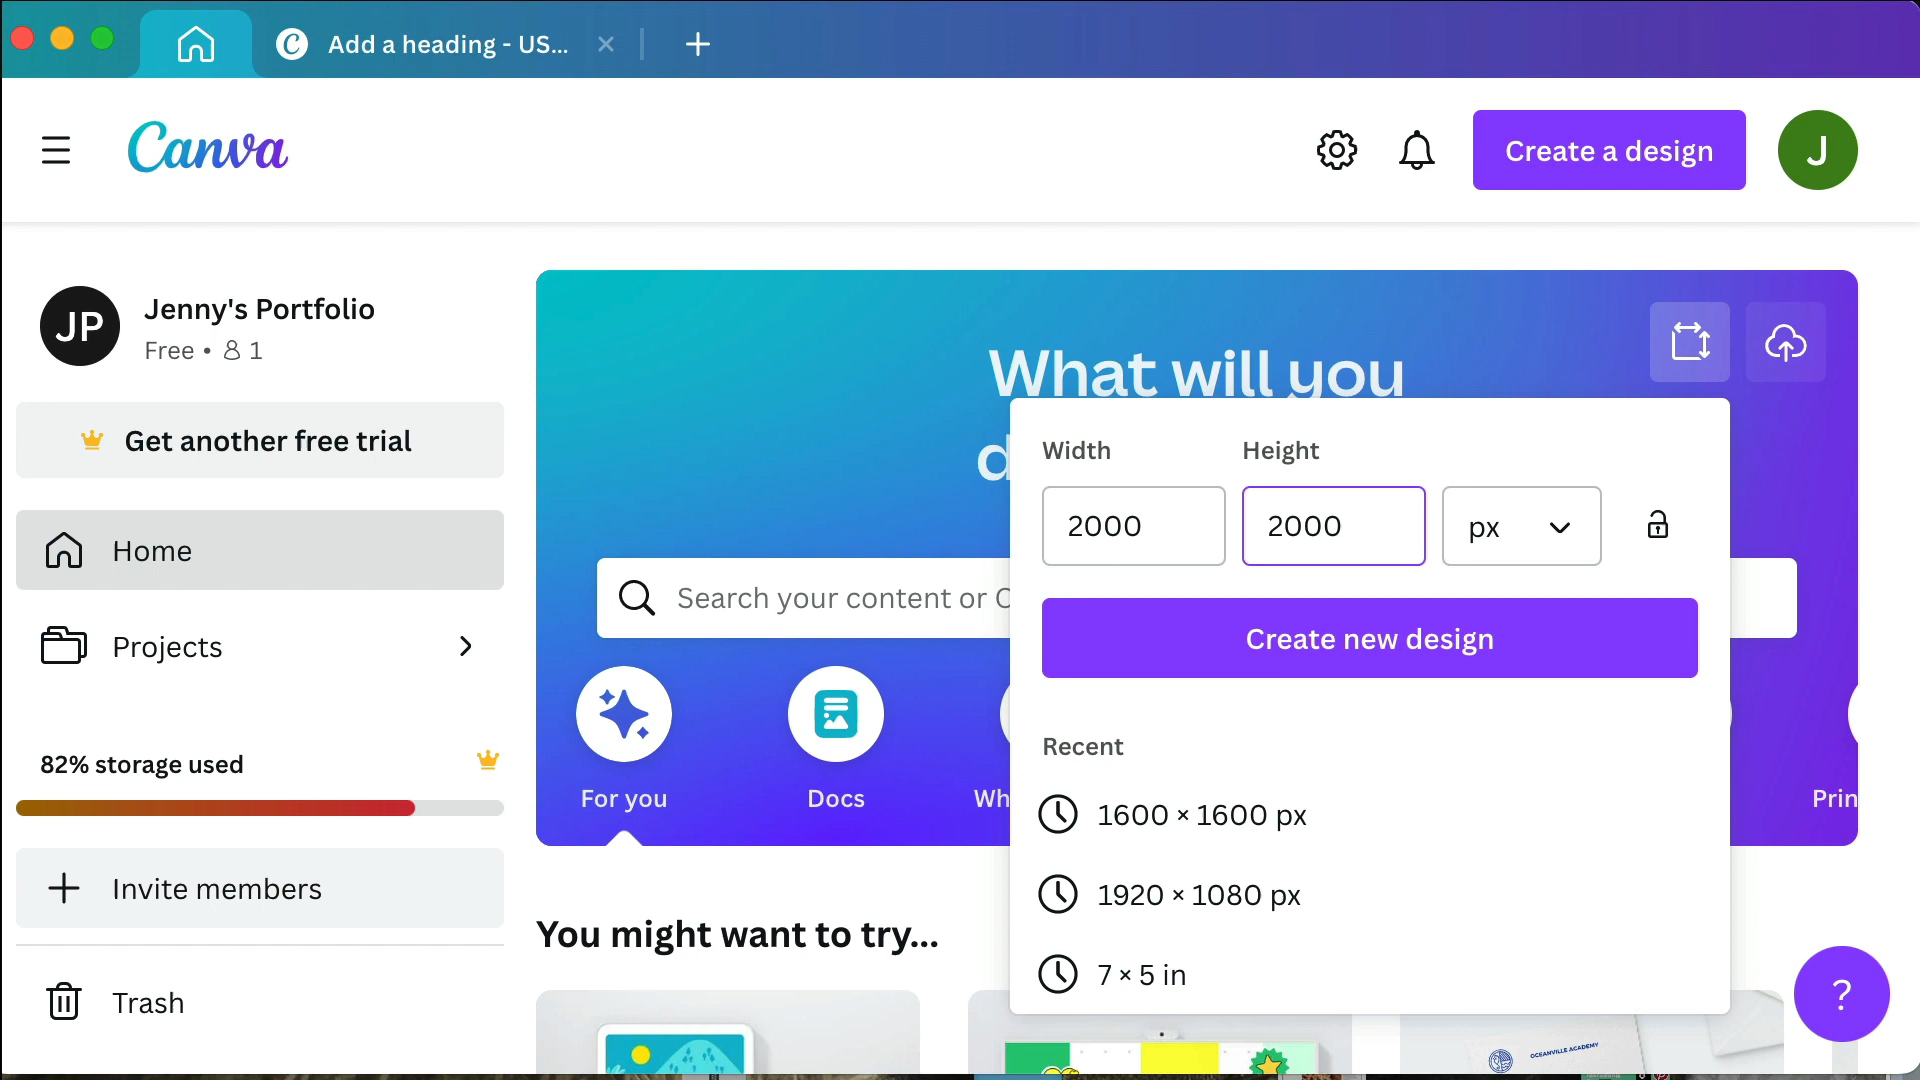 Add a heading - US...
Canva
Create a design
J
JP
Jenny's Portfolio
Free • 1
Get another free trial
Home
Projects
82% storage used
Invite members
Trash
What will you
d
Search your content or C
For you
Docs
Wh
Prin
Width
Height
2000
2000
px
Create new design
Recent
1600 × 1600 px
1920 × 1080 px
7 × 5 in
You might want to try...
OCEANVILLE ACADEMY
?